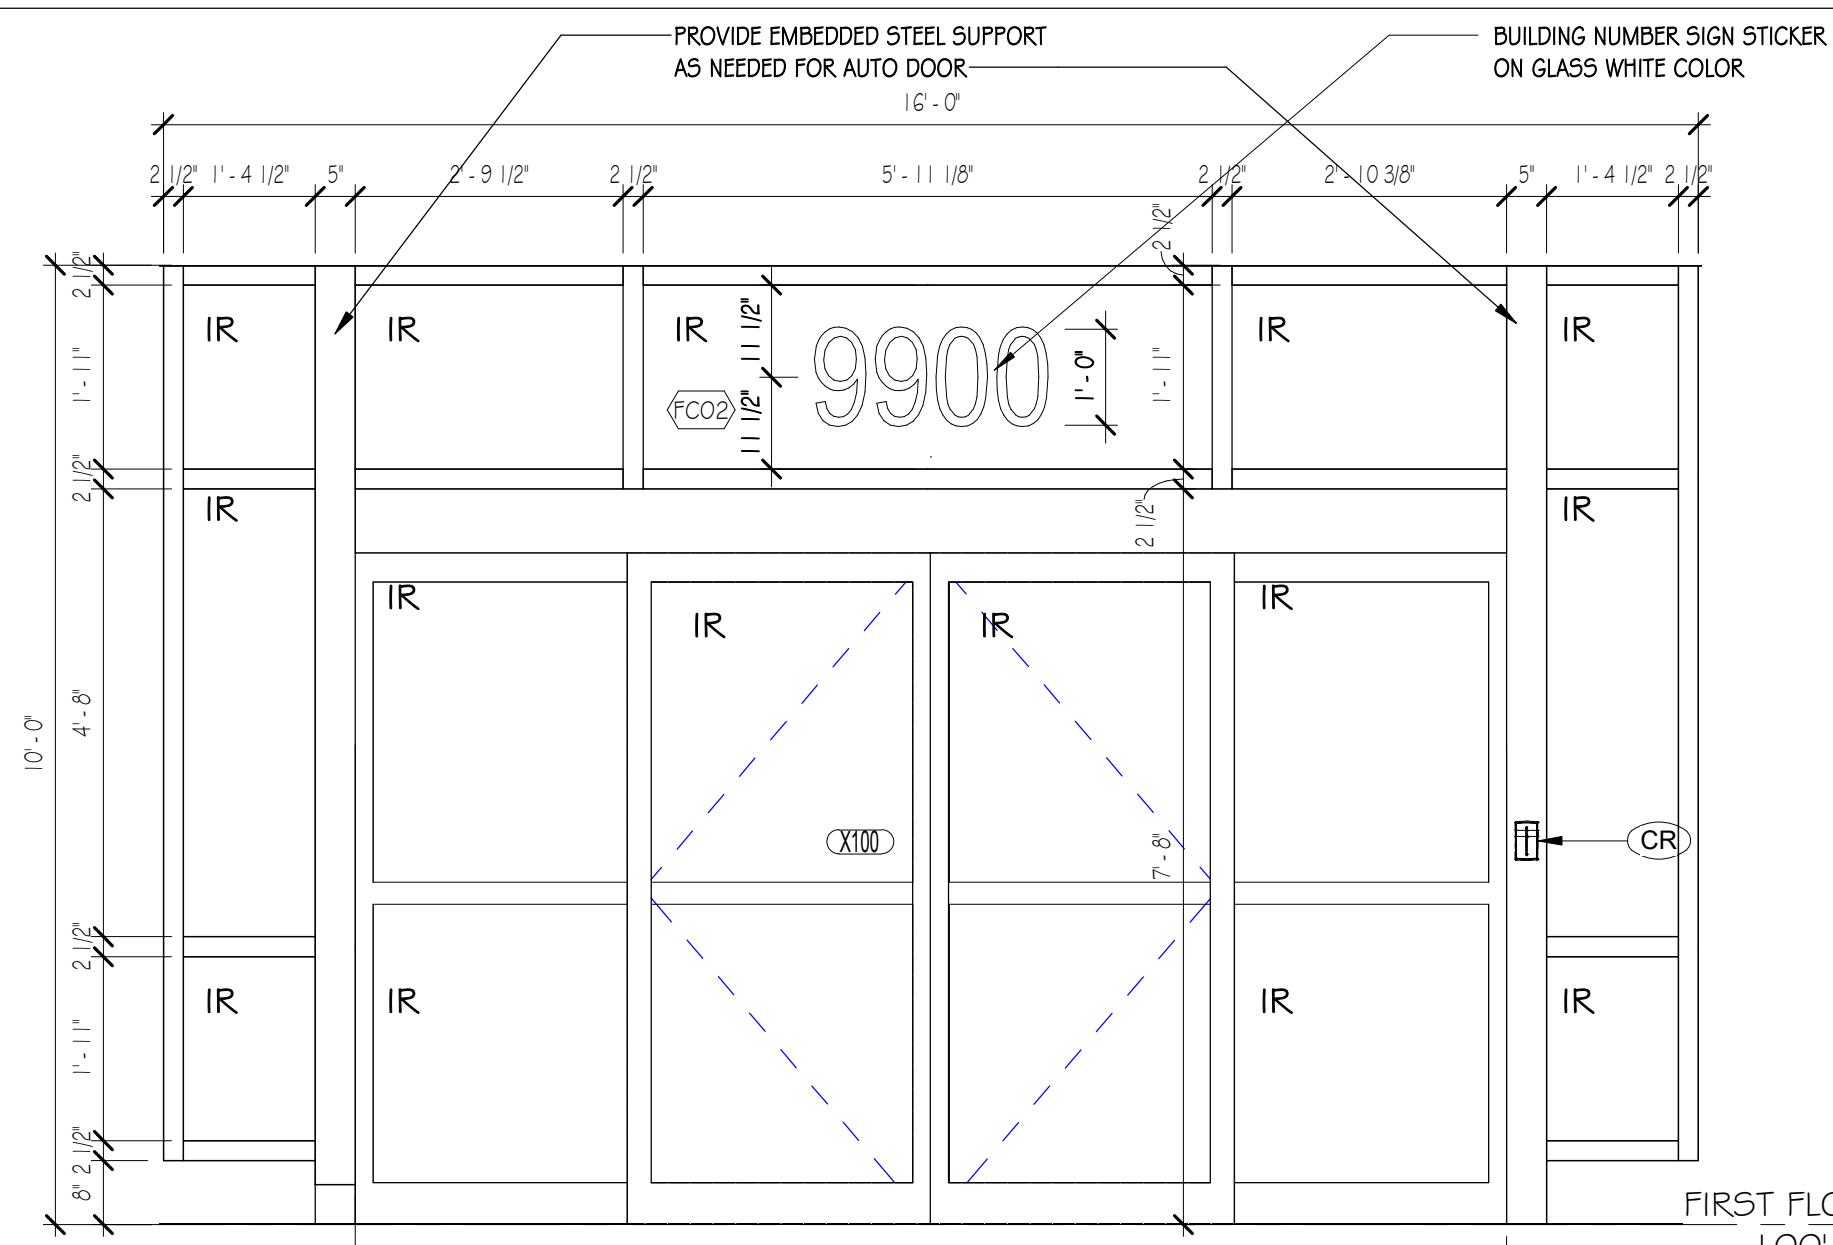 PROVIDE EMBEDDED STEEL SUPPORT
AS NEEDED FOR AUTO DOOR
BUILDING NUMBER SIGN STICKER
ON GLASS WHITE COLOR
16' - 0"
2 1/2" 1' - 4 1/2" 5" 2' - 9 1/2" 2 1/2" 5' - 11 1/8" 2 1/2" 2' - 10 3/8" 5" 1' - 4 1/2" 2 1/2"
2 1/2"
2 1/2"
IR IR IR IR IR
11 1/2"
9900
1' - 0"
1' - 11"
1' - 11"
FC02
11 1/2"
2 1/2"
IR IR
2 1/2"
IR IR
IR IR
4' - 8"
10' - 0"
X100
7' - 8"
CR
2 1/2"
IR IR IR IR
1' - 11"
2 1/2"
8"
FIRST FLO
100'